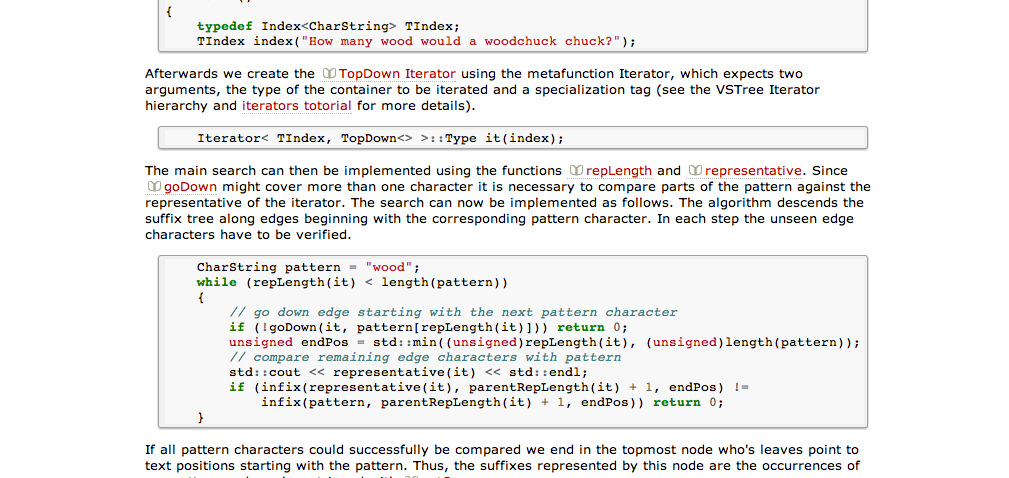 {
typedef Index<CharString> TIndex;
TIndex index("How many wood would a woodchuck chuck?");
Afterwards we create the TopDown Iterator using the metafunction Iterator, which expects two
arguments, the type of the container to be iterated and a specialization tag (see the VSTree Iterator
hierarchy and iterators totorial for more details).
Iterator< TIndex, TopDown<> >::Type it(index);
The main search can then be implemented using the functions repLength and representative. Since
goDown might cover more than one character it is necessary to compare parts of the pattern against the
representative of the iterator. The search can now be implemented as follows. The algorithm descends the
suffix tree along edges beginning with the corresponding pattern character. In each step the unseen edge
characters have to be verified.
CharString pattern = "wood";
while (repLength(it) < length(pattern))
{
// go down edge starting with the next pattern character
if (!goDown(it, pattern[repLength(it)])) return 0;
unsigned endPos = std::min((unsigned)repLength(it), (unsigned)length(pattern));
// compare remaining edge characters with pattern
std::cout << representative(it) << std::endl;
if (infix(representative(it), parentRepLength(it) + 1, endPos) !=
infix(pattern, parentRepLength(it) + 1, endPos)) return 0;
}
If all pattern characters could successfully be compared we end in the topmost node who's leaves point to
text positions starting with the pattern. Thus, the suffixes represented by this node are the occurrences of